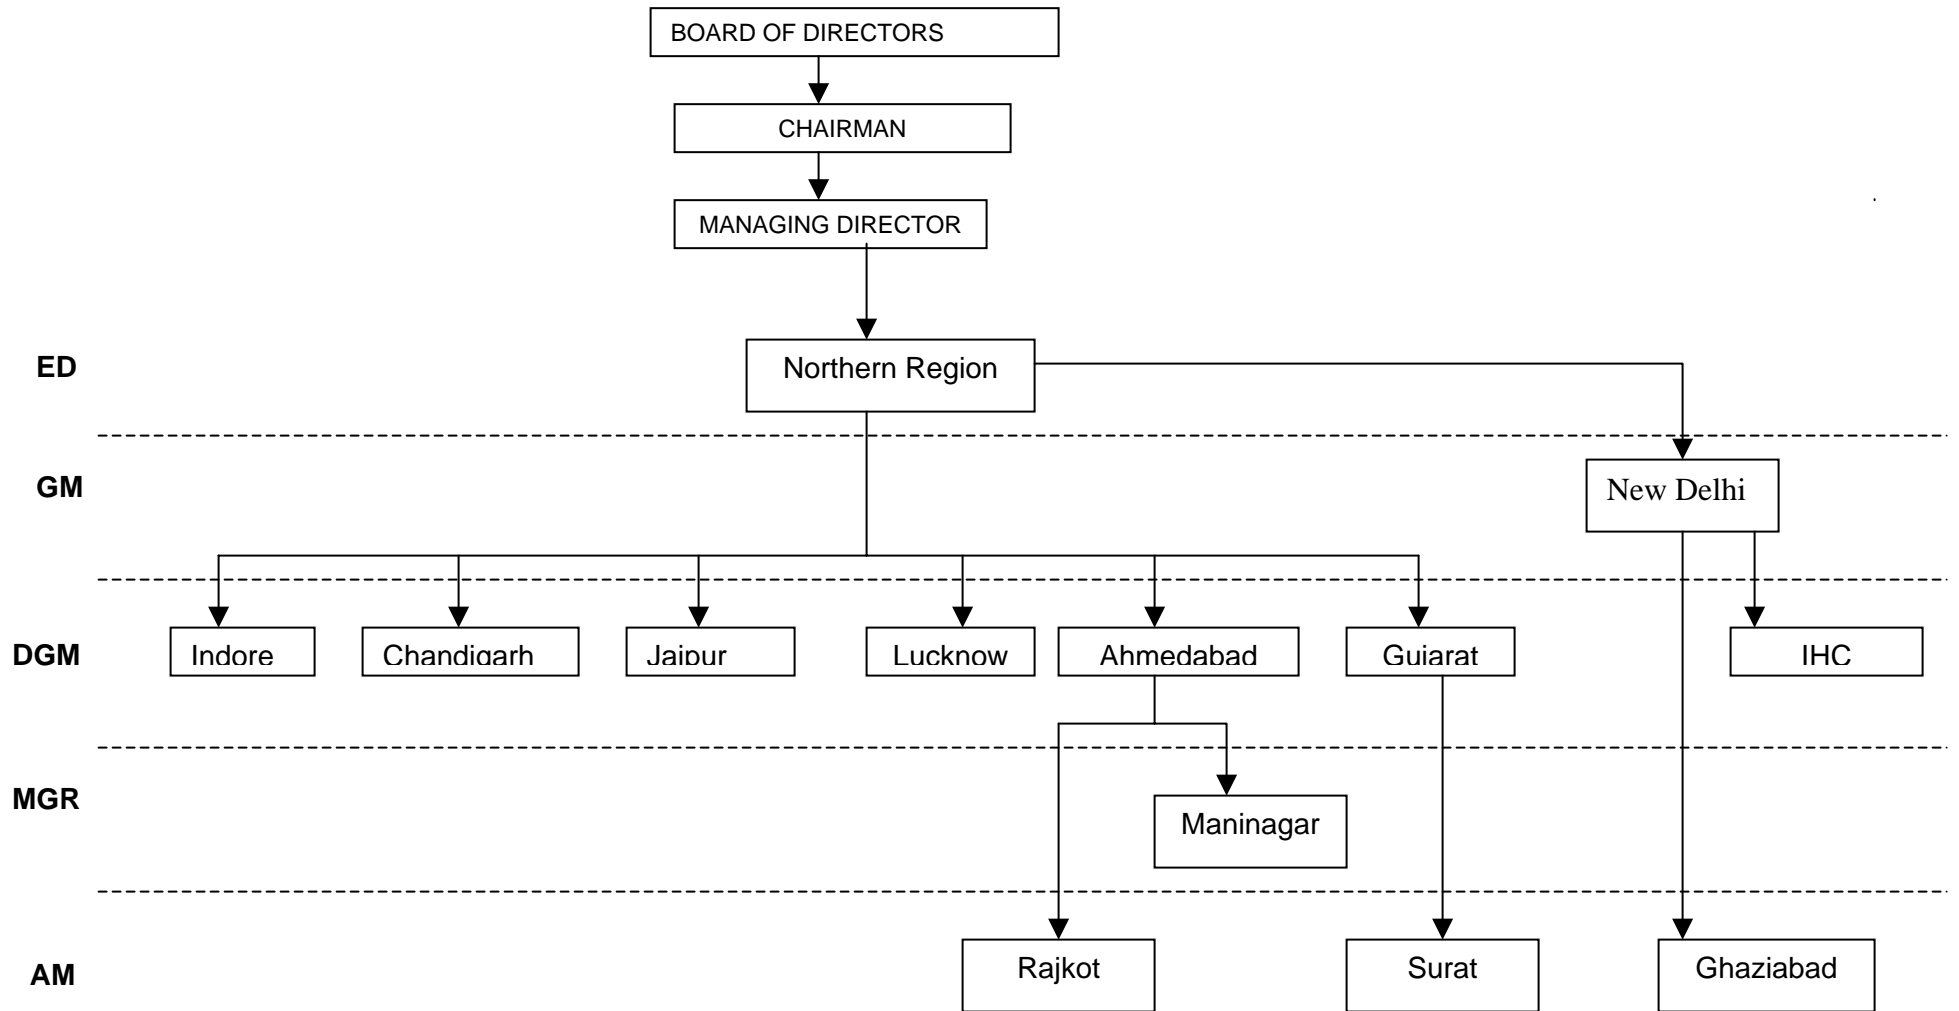 BOARD OF DIRECTORS
CHAIRMAN
MANAGING DIRECTOR
ED
Northern Region
GM
New Delhi
DGM
Indore
Chandigarh
Jaipur
Lucknow
Ahmedabad
Gujarat
IHC
MGR
Maninagar
AM
Rajkot
Surat
Ghaziabad